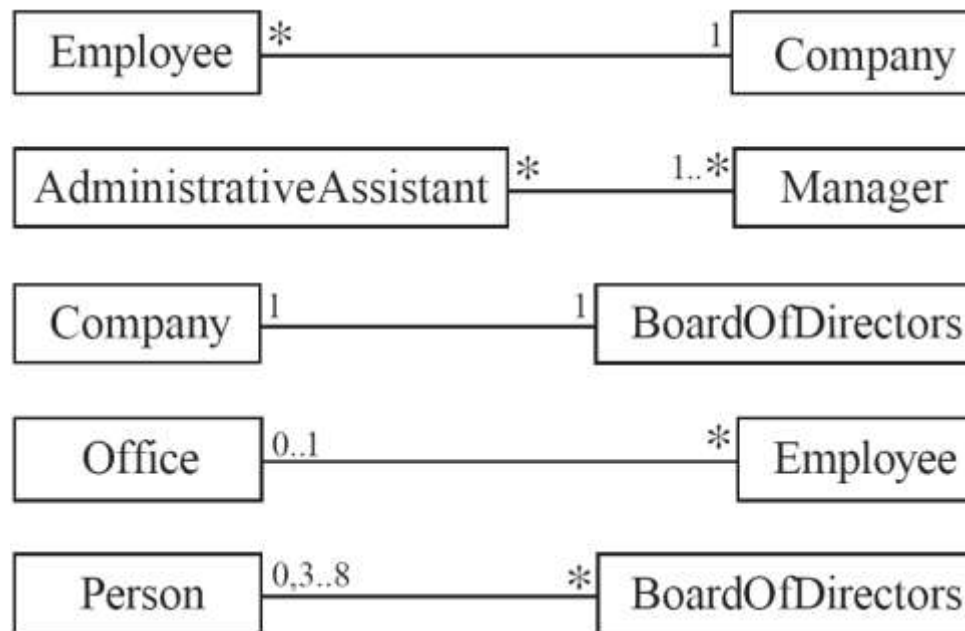 Employee * 1 Company
AdministrativeAssistant * 1..* Manager
Company 1 1 BoardOfDirectors
Office 0..1 * Employee
Person 0,3..8 * BoardOfDirectors